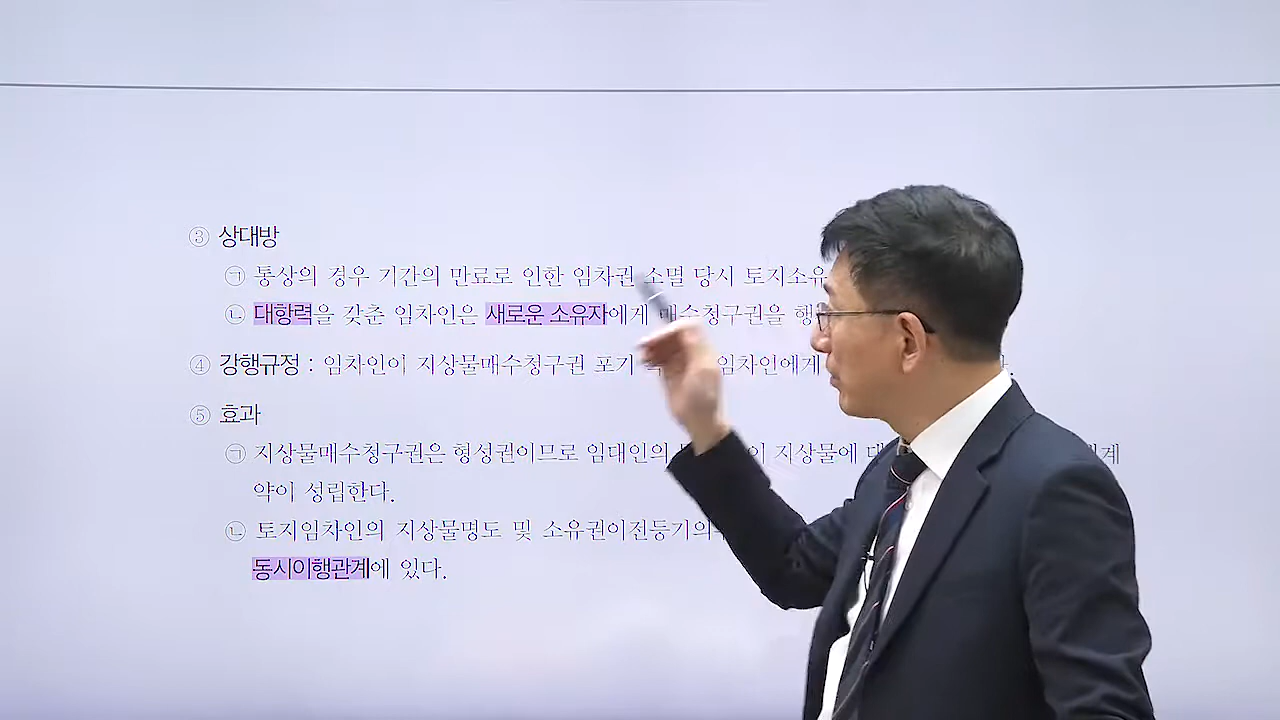 ③ 상대방
㉠ 통상의 경우 기간의 만료로 인한 임차권 소멸 당시 토지소유
㉡ 대항력을 갖춘 임차인은 새로운 소유자에게 매수청구권을 행
④ 강행규정 : 임차인이 지상물매수청구권 포기 임차인에게
⑤ 효과
㉠ 지상물매수청구권은 형성권이므로 임대인의 이 지상물에 대 계
약이 성립한다.
㉡ 토지임차인의 지상물명도 및 소유권이전등기의
동시이행관계에 있다.